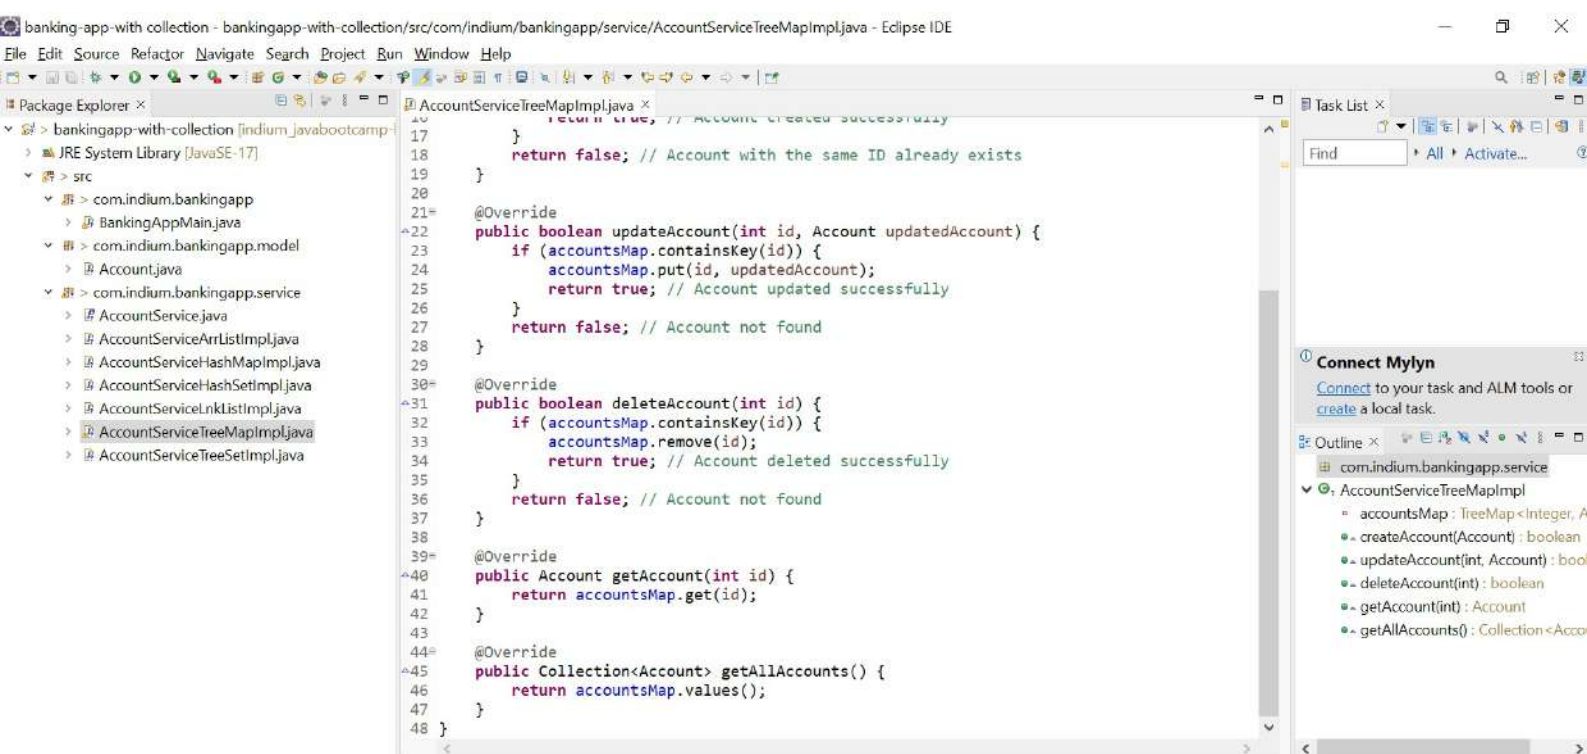 banking-app-with collection - bankingapp-with-collection/src/com/indium/bankingapp/service/AccountServiceTreeMapImpl.java - Eclipse IDE
File Edit Source Refactor Navigate Search Project Run Window Help
Package Explorer ×
> bankingapp-with-collection [indium_javabootcamp-
JRE System Library [JavaSE-17]
> src
> com.indium.bankingapp
BankingAppMain.java
> com.indium.bankingapp.model
Account.java
> com.indium.bankingapp.service
AccountService.java
AccountServiceArrListImpl.java
AccountServiceHashMapImpl.java
AccountServiceHashSetImpl.java
AccountServiceLnkListImpl.java
AccountServiceTreeMapImpl.java
AccountServiceTreeSetImpl.java
AccountServiceTreeMapImpl.java ×
16 return true; // Account created successfully
17 }
18 return false; // Account with the same ID already exists
19 }
20
21 @Override
22 public boolean updateAccount(int id, Account updatedAccount) {
23 if (accountsMap.containsKey(id)) {
24 accountsMap.put(id, updatedAccount);
25 return true; // Account updated successfully
26 }
27 return false; // Account not found
28 }
29
30 @Override
31 public boolean deleteAccount(int id) {
32 if (accountsMap.containsKey(id)) {
33 accountsMap.remove(id);
34 return true; // Account deleted successfully
35 }
36 return false; // Account not found
37 }
38
39 @Override
40 public Account getAccount(int id) {
41 return accountsMap.get(id);
42 }
43
44 @Override
45 public Collection<Account> getAllAccounts() {
46 return accountsMap.values();
47 }
48 }
Task List ×
Find All Activate...
Connect Mylyn
Connect to your task and ALM tools or
create a local task.
Outline ×
com.indium.bankingapp.service
AccountServiceTreeMapImpl
accountsMap : TreeMap<Integer, A
createAccount(Account) : boolean
updateAccount(int, Account) : bool
deleteAccount(int) : boolean
getAccount(int) : Account
getAllAccounts() : Collection<Acco